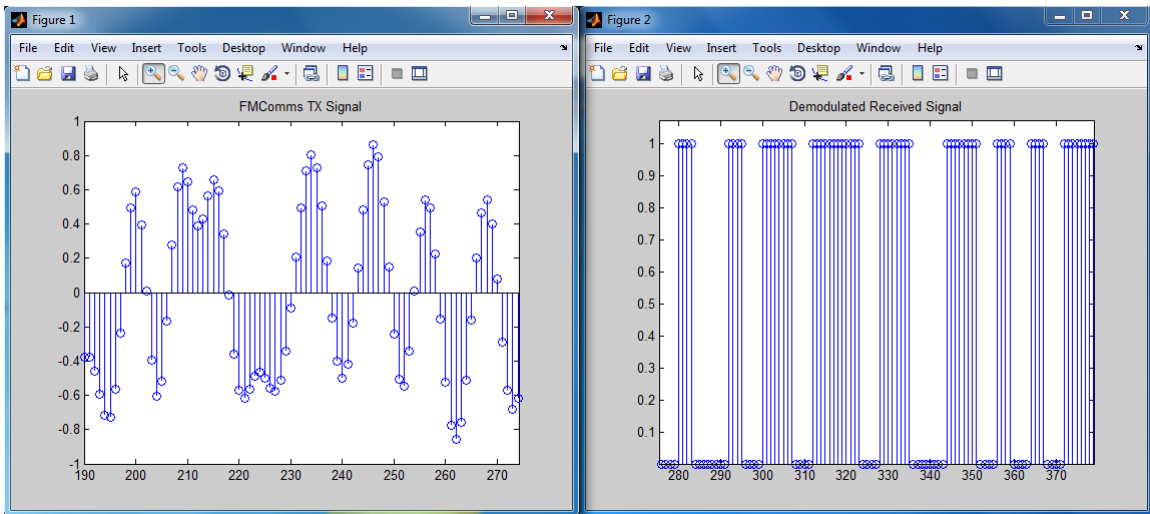 Figure 1
File Edit View Insert Tools Desktop Window Help
FMComms TX Signal
1
0.8
0.6
0.4
0.2
0
-0.2
-0.4
-0.6
-0.8
-1
190 200 210 220 230 240 250 260 270
Figure 2
File Edit View Insert Tools Desktop Window Help
Demodulated Received Signal
1
0.9
0.8
0.7
0.6
0.5
0.4
0.3
0.2
0.1
280 290 300 310 320 330 340 350 360 370